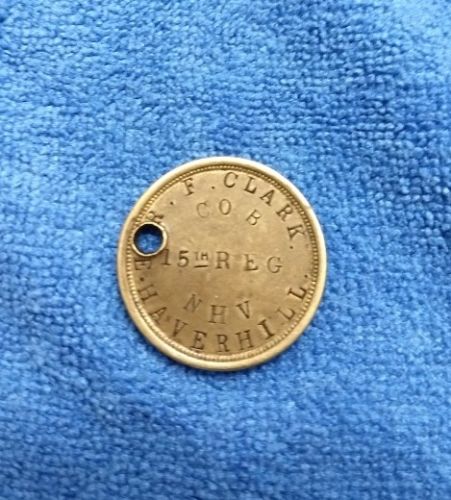 R. F. CLARK.
CO B
15TH REG
NHV
E. HAVERHILL.